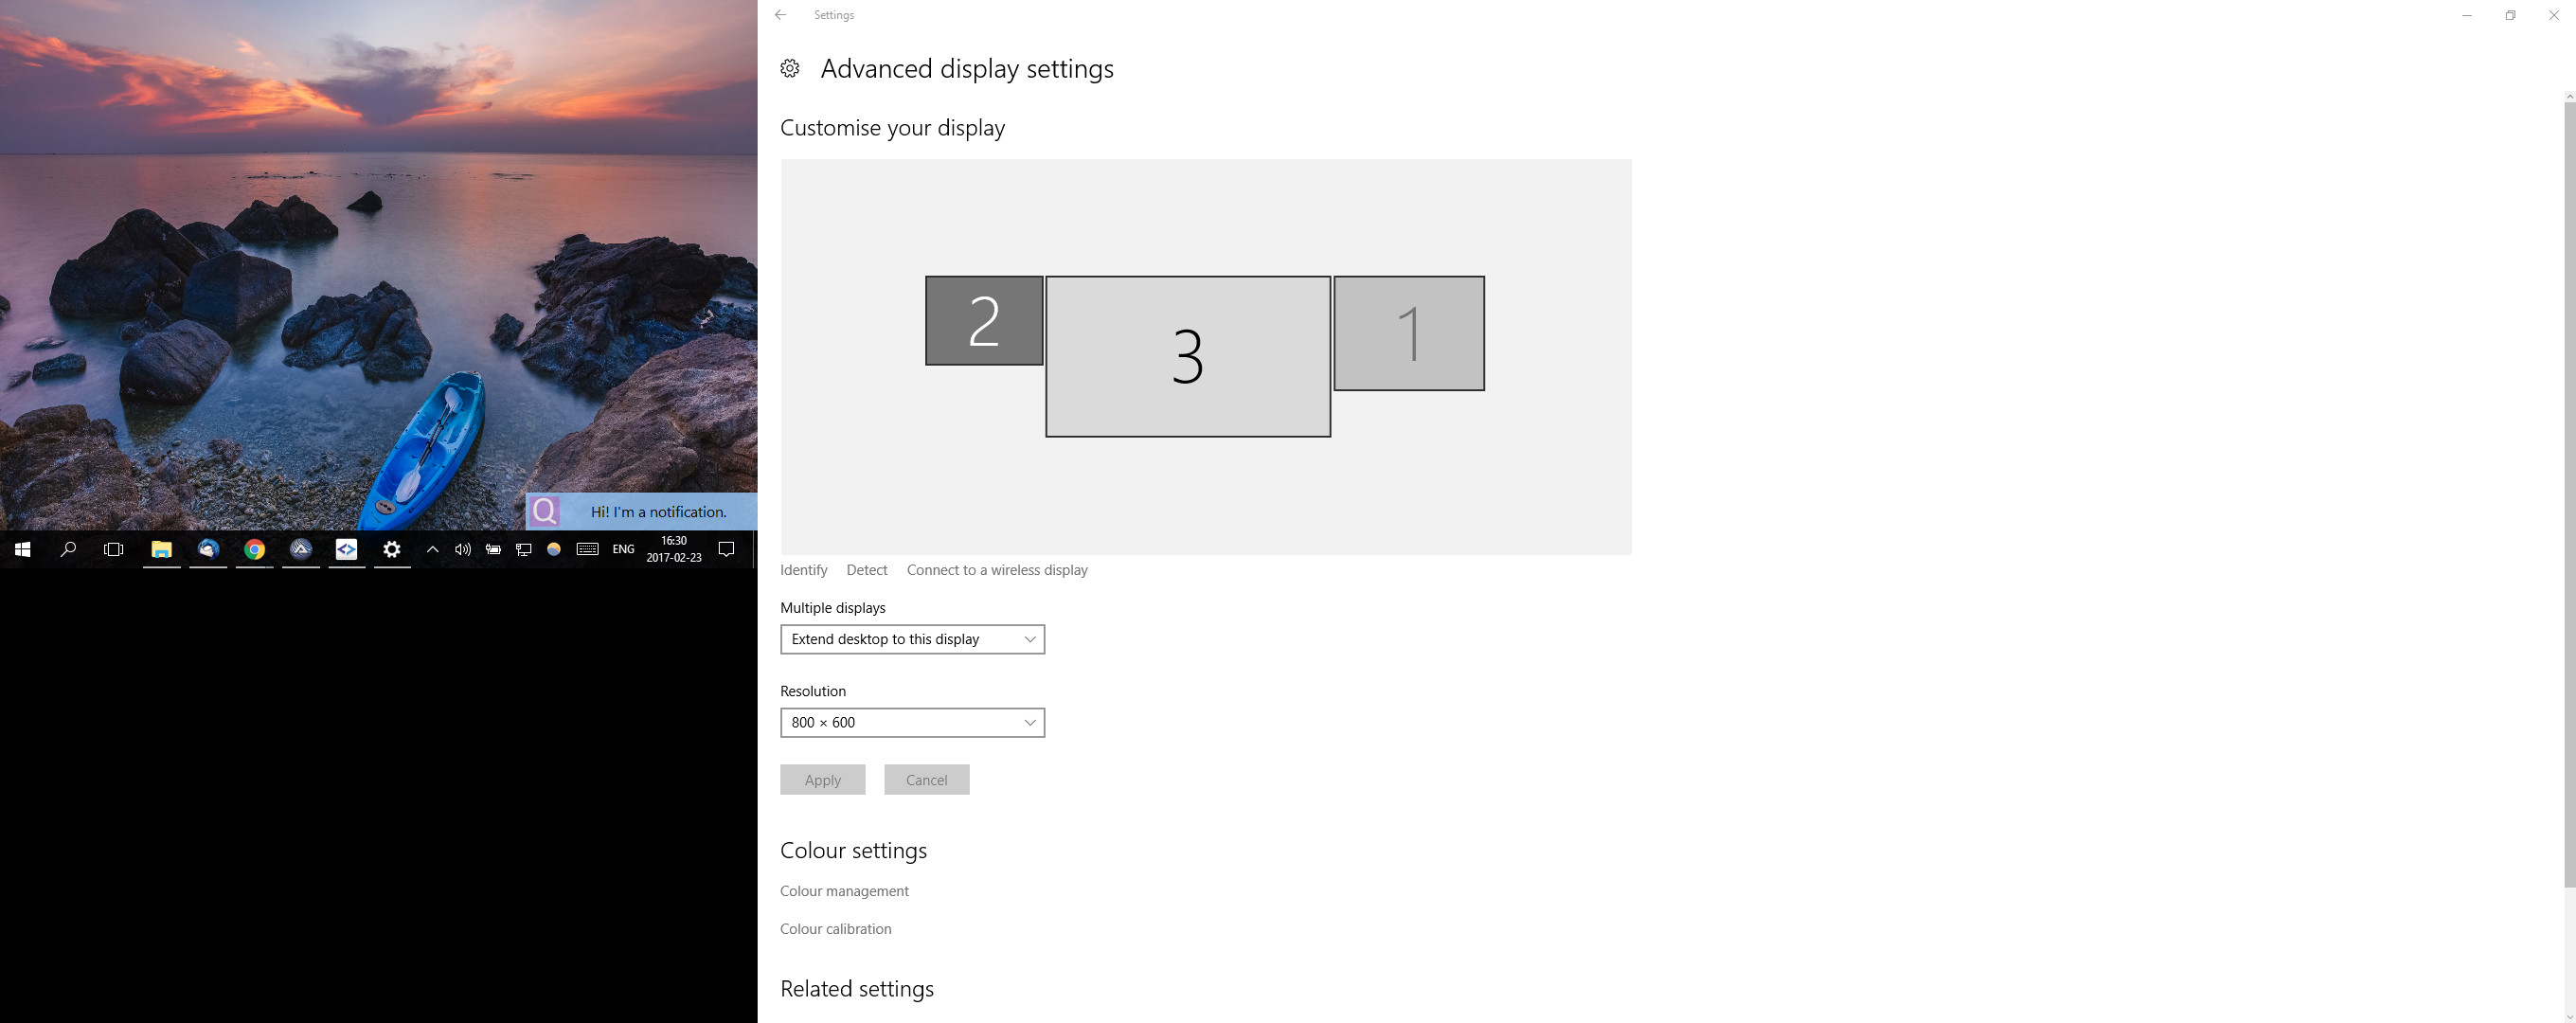 Q
Hi! I'm a notification.
ENG
16:30
2017-02-23
Settings
Advanced display settings
Customise your display
2
3
1
Identify
Detect
Connect to a wireless display
Multiple displays
Extend desktop to this display
Resolution
800 × 600
Apply
Cancel
Colour settings
Colour management
Colour calibration
Related settings